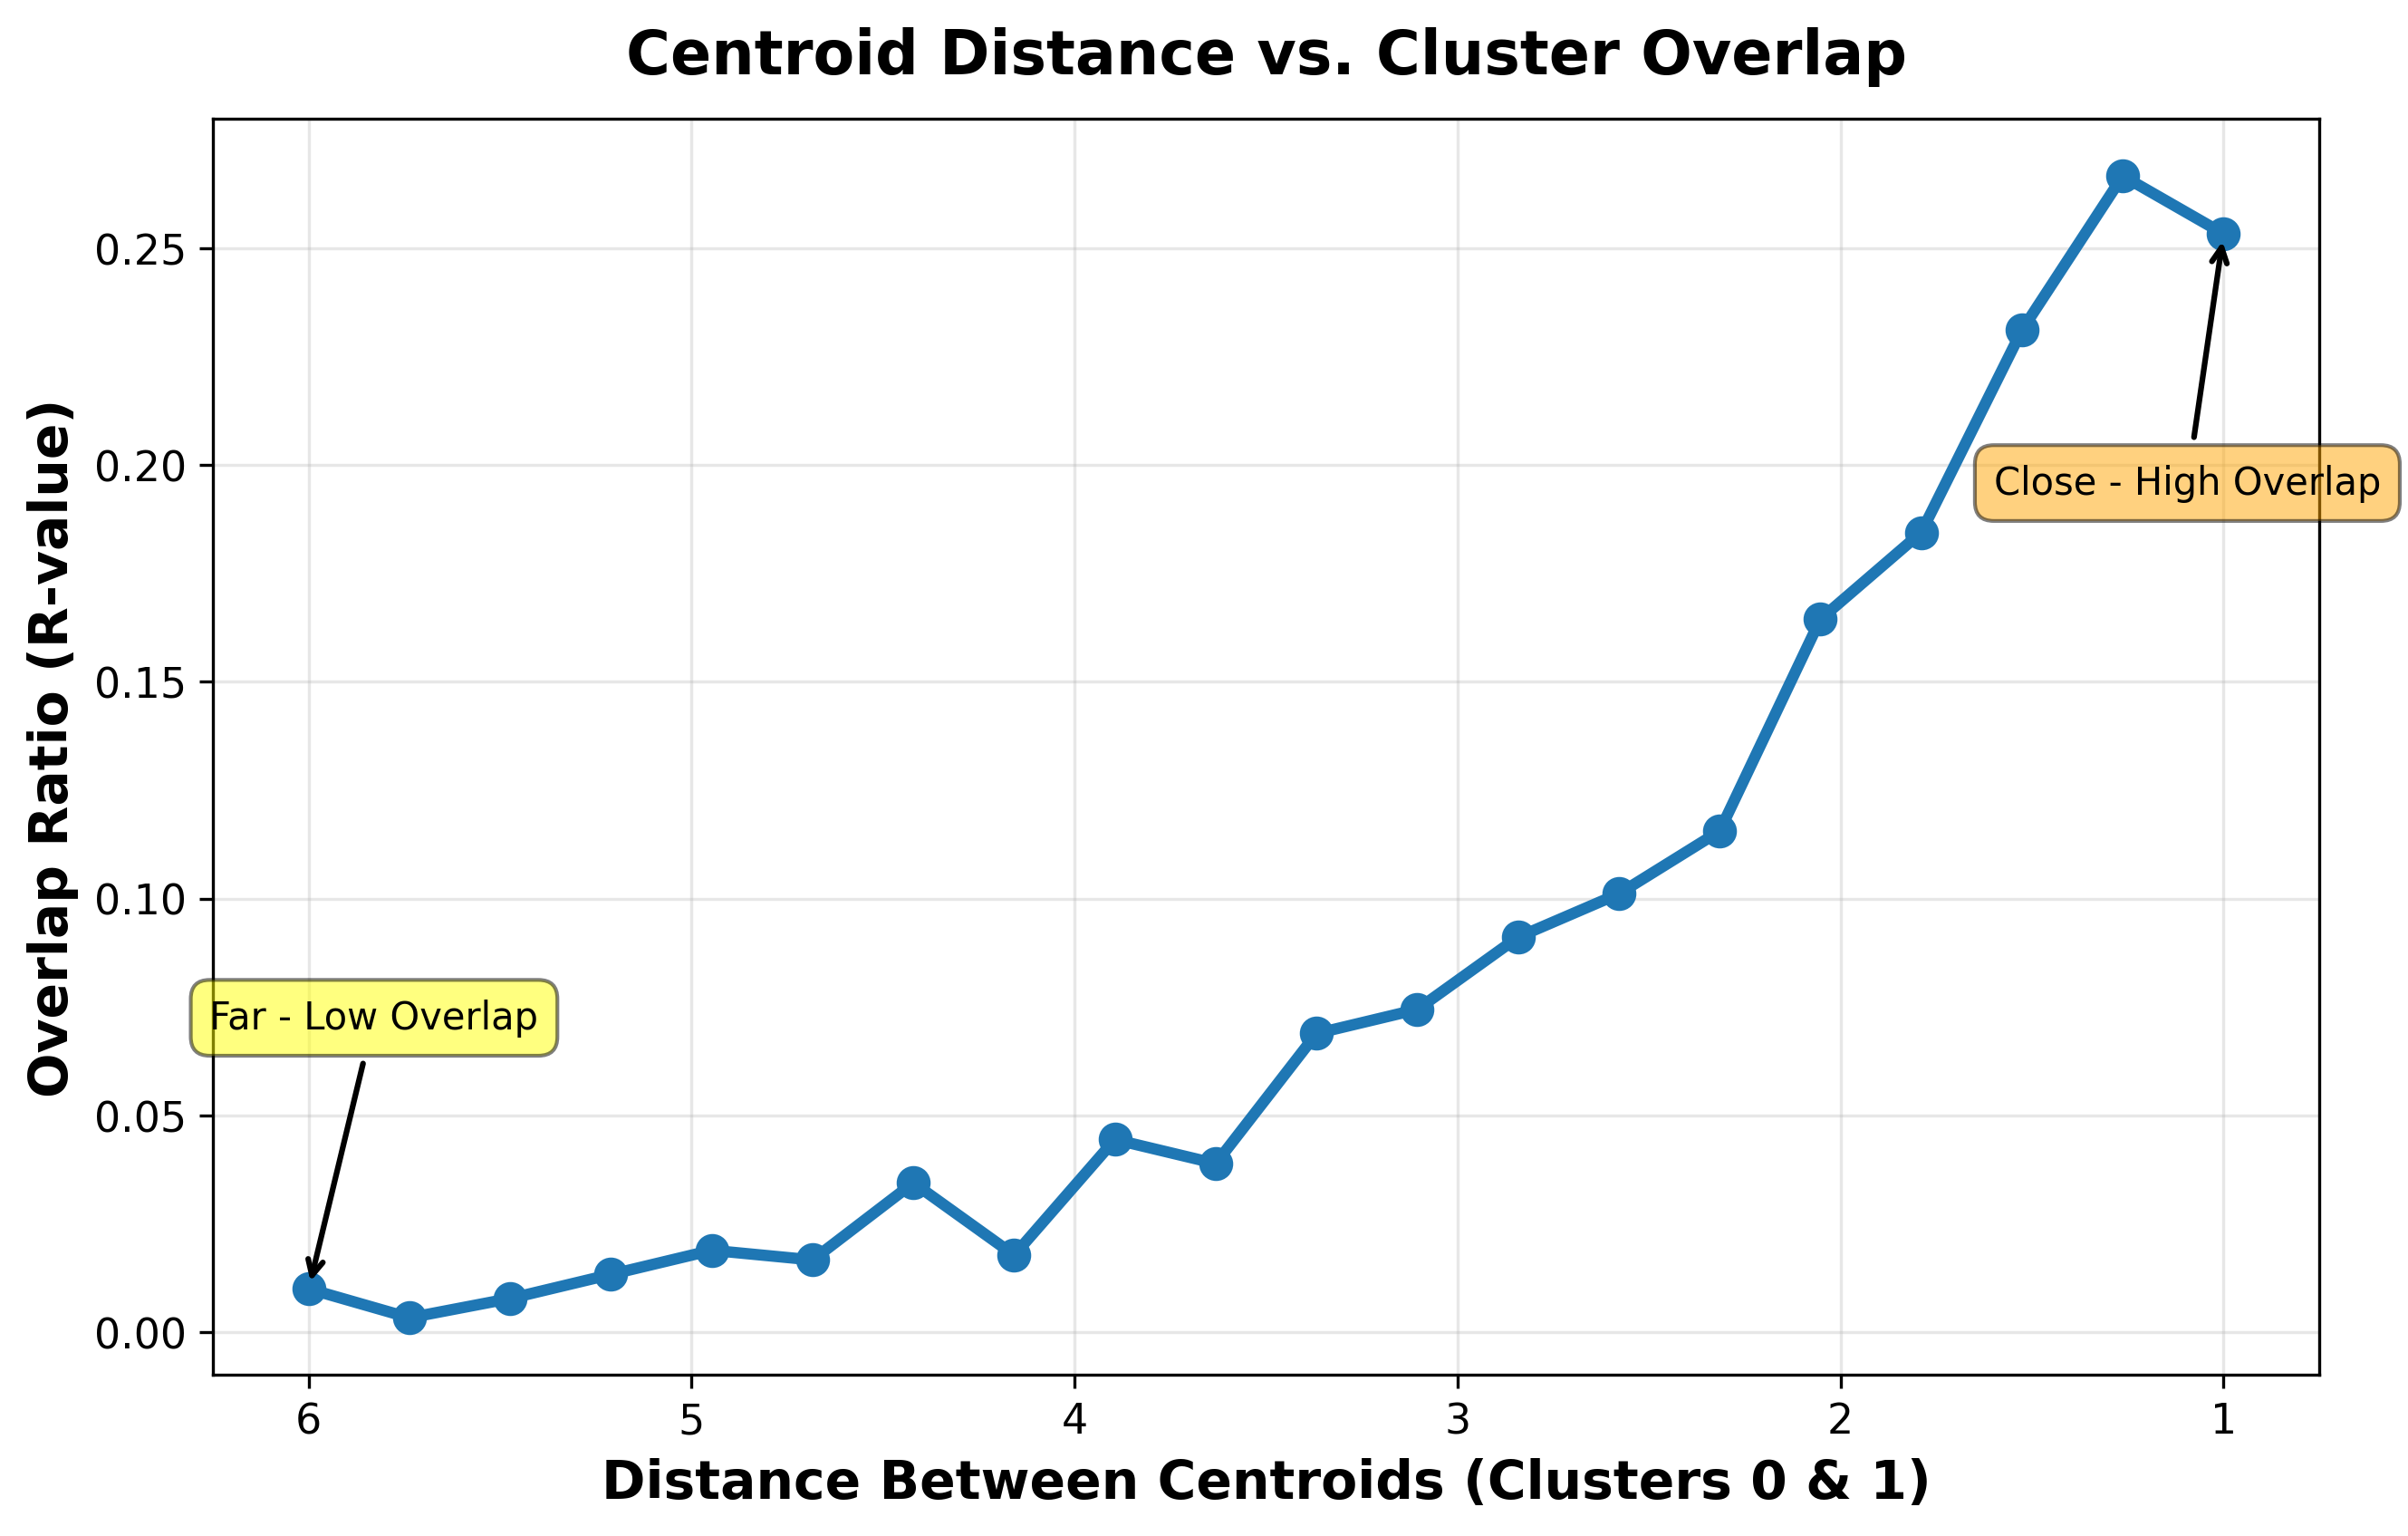 Centroid Distance vs. Cluster Overlap
Overlap Ratio (R-value)
0.25
0.20
0.15
0.10
0.05
0.00
Close - High Overlap
Far - Low Overlap
6 5 4 3 2 1
Distance Between Centroids (Clusters 0 & 1)